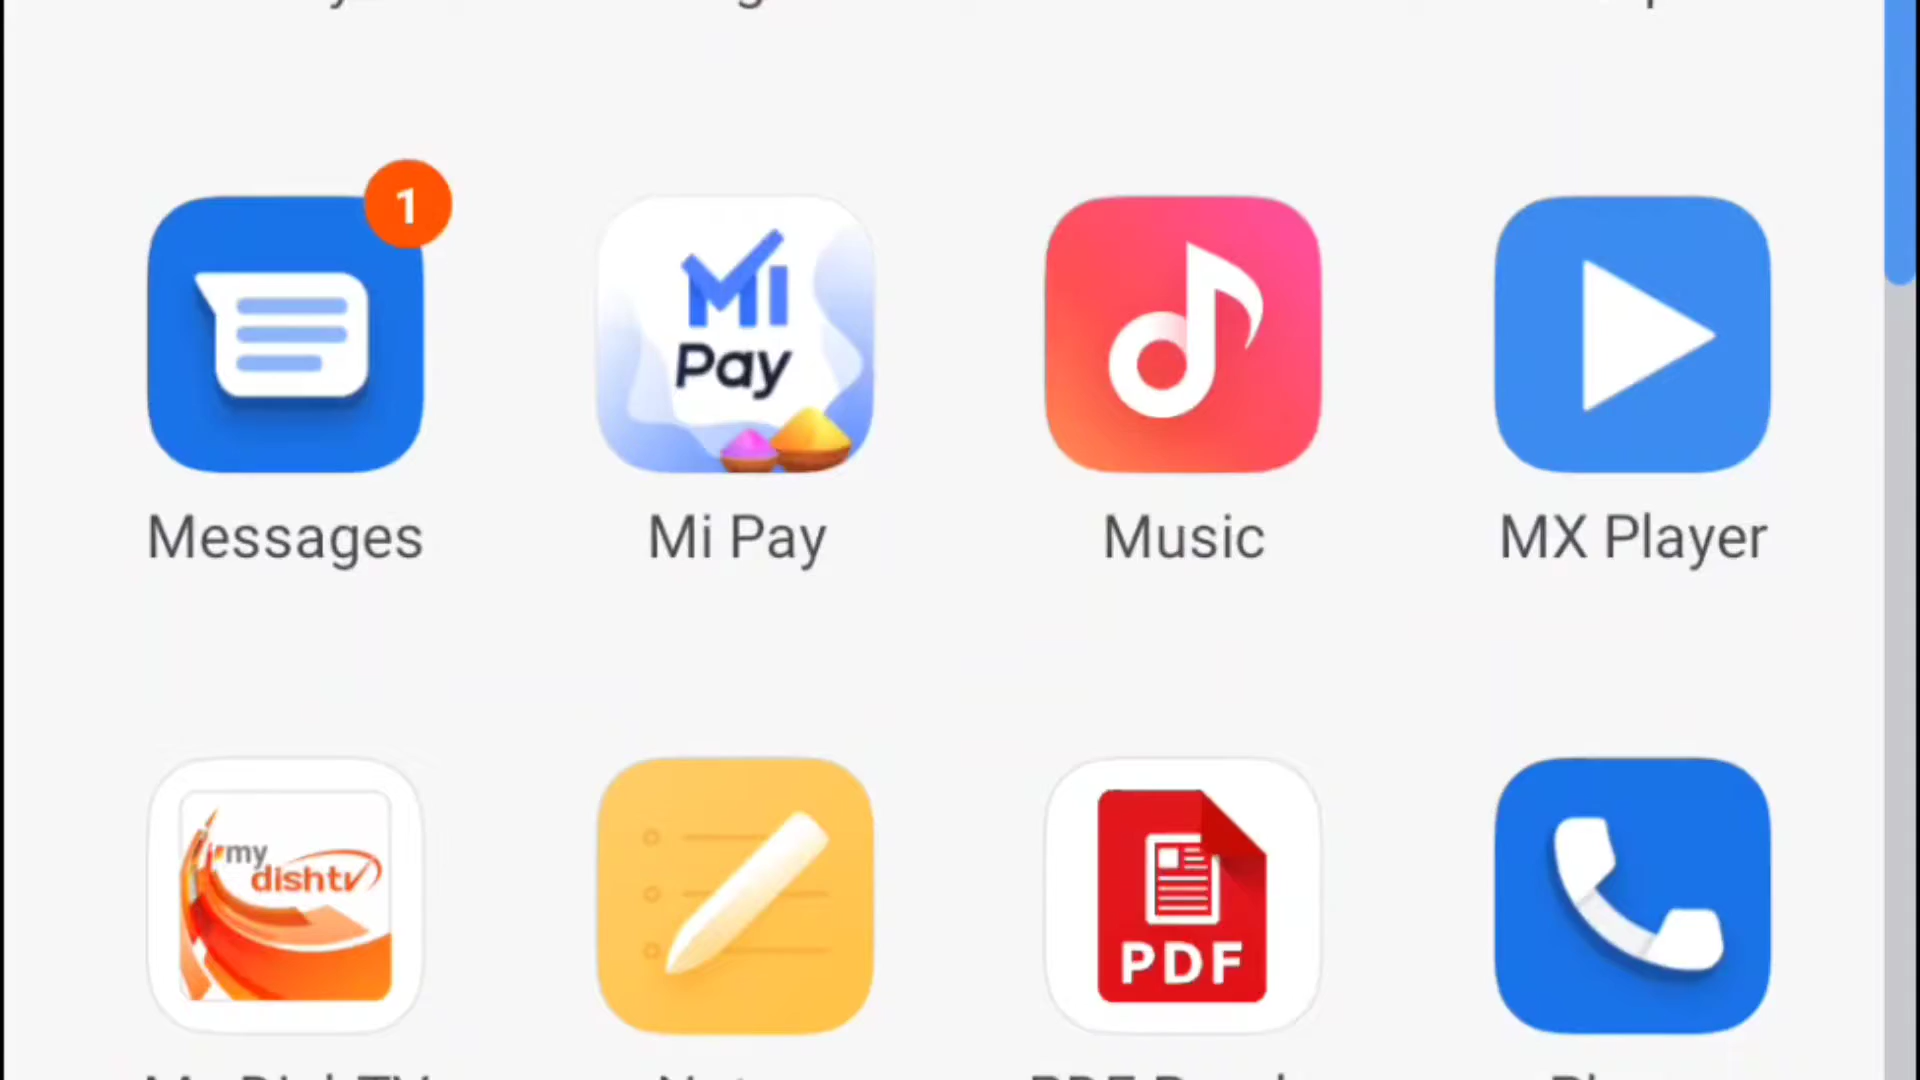 1
Mi
Pay
Messages
Mi Pay
Music
MX Player
my
dishtv
PDF